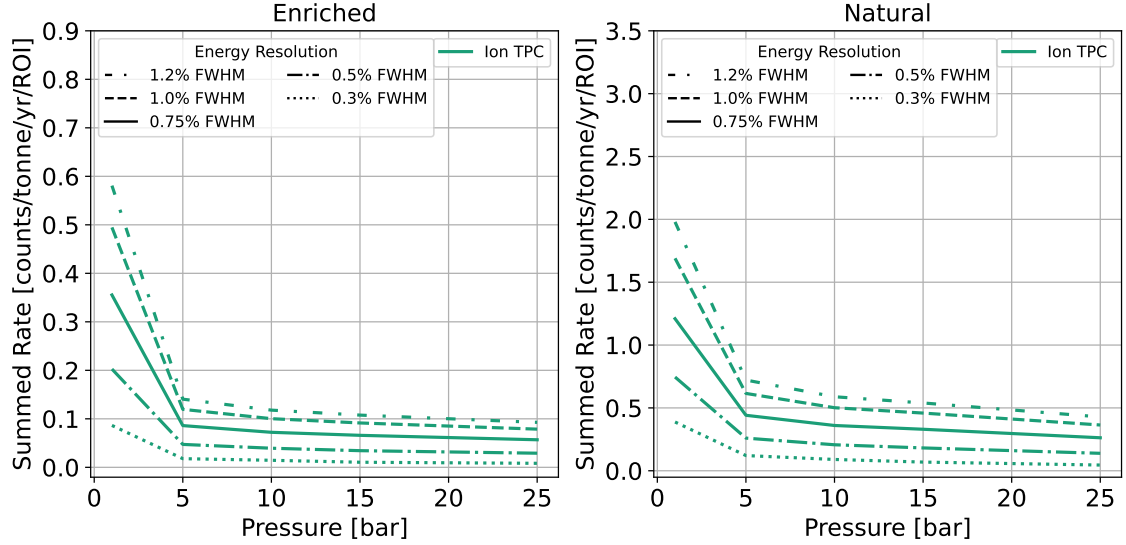 Enriched
Summed Rate [counts/tonne/yr/ROI]
0.9
0.8
0.7
0.6
0.5
0.4
0.3
0.2
0.1
0.0
Energy Resolution
1.2% FWHM
1.0% FWHM
0.75% FWHM
0.5% FWHM
0.3% FWHM
Ion TPC
0 5 10 15 20 25
Pressure [bar]
Natural
Summed Rate [counts/tonne/yr/ROI]
3.5
3.0
2.5
2.0
1.5
1.0
0.5
0.0
Energy Resolution
1.2% FWHM
1.0% FWHM
0.75% FWHM
0.5% FWHM
0.3% FWHM
Ion TPC
0 5 10 15 20 25
Pressure [bar]